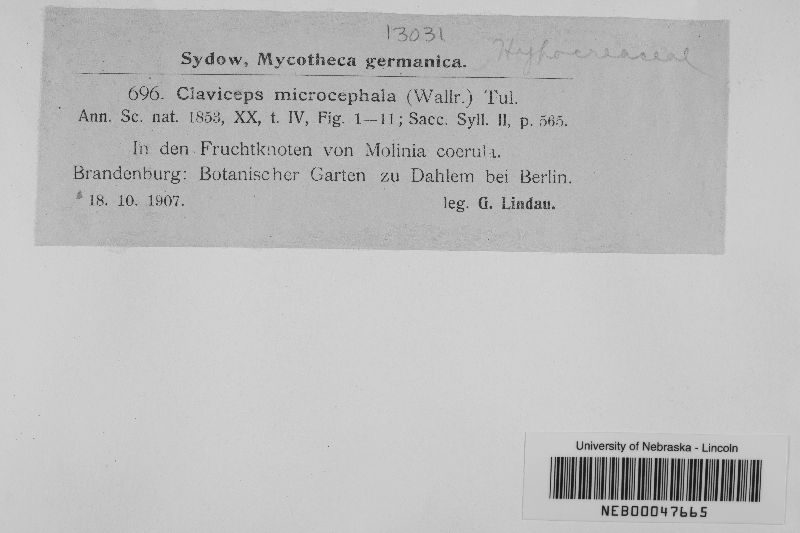 13031
Hypocreaceae
Sydow, Mycotheca germanica.
696. Claviceps microcephala (Wallr.) Tul.
Ann. Sc. nat. 1853, XX, t. IV, Fig. 1—11; Sacc. Syll. II, p. 565.
In den Fruchtknoten von Molinia coerula.
Brandenburg: Botanischer Garten zu Dahlem bei Berlin.
18. 10. 1907. leg. G. Lindau.
University of Nebraska - Lincoln
NEB00047665